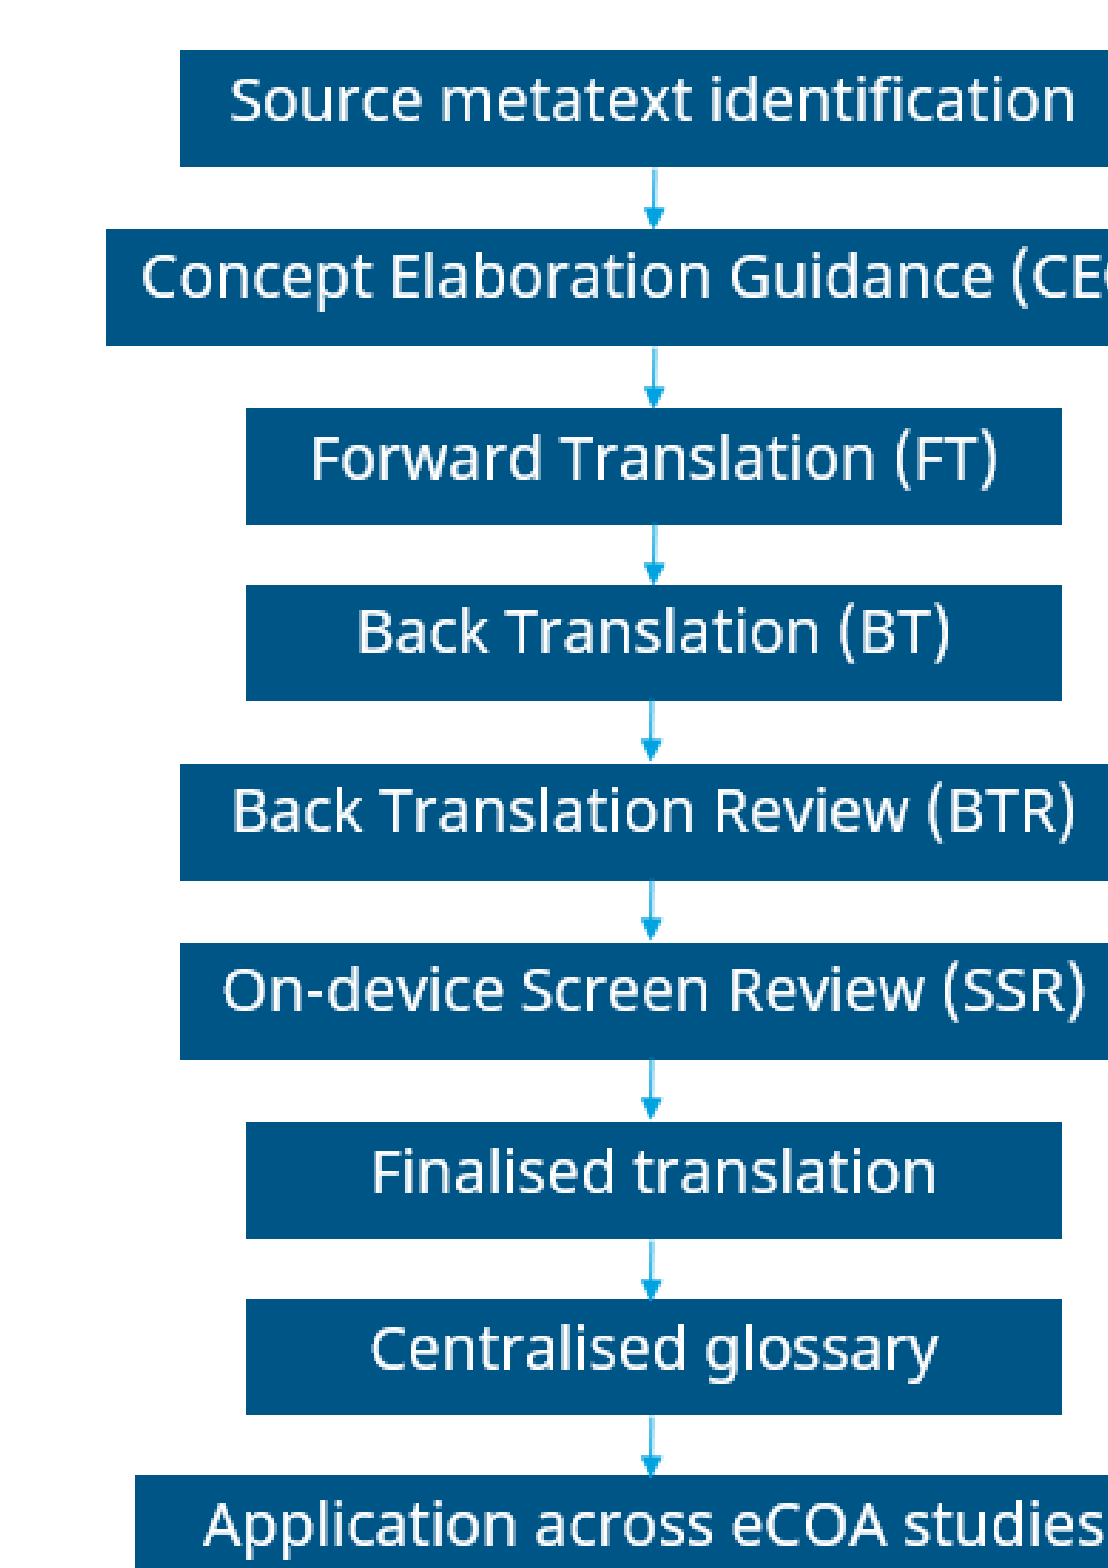 Source metatext identification
Concept Elaboration Guidance (CE
Forward Translation (FT)
Back Translation (BT)
Back Translation Review (BTR)
On-device Screen Review (SSR)
Finalised translation
Centralised glossary
Application across eCOA studies